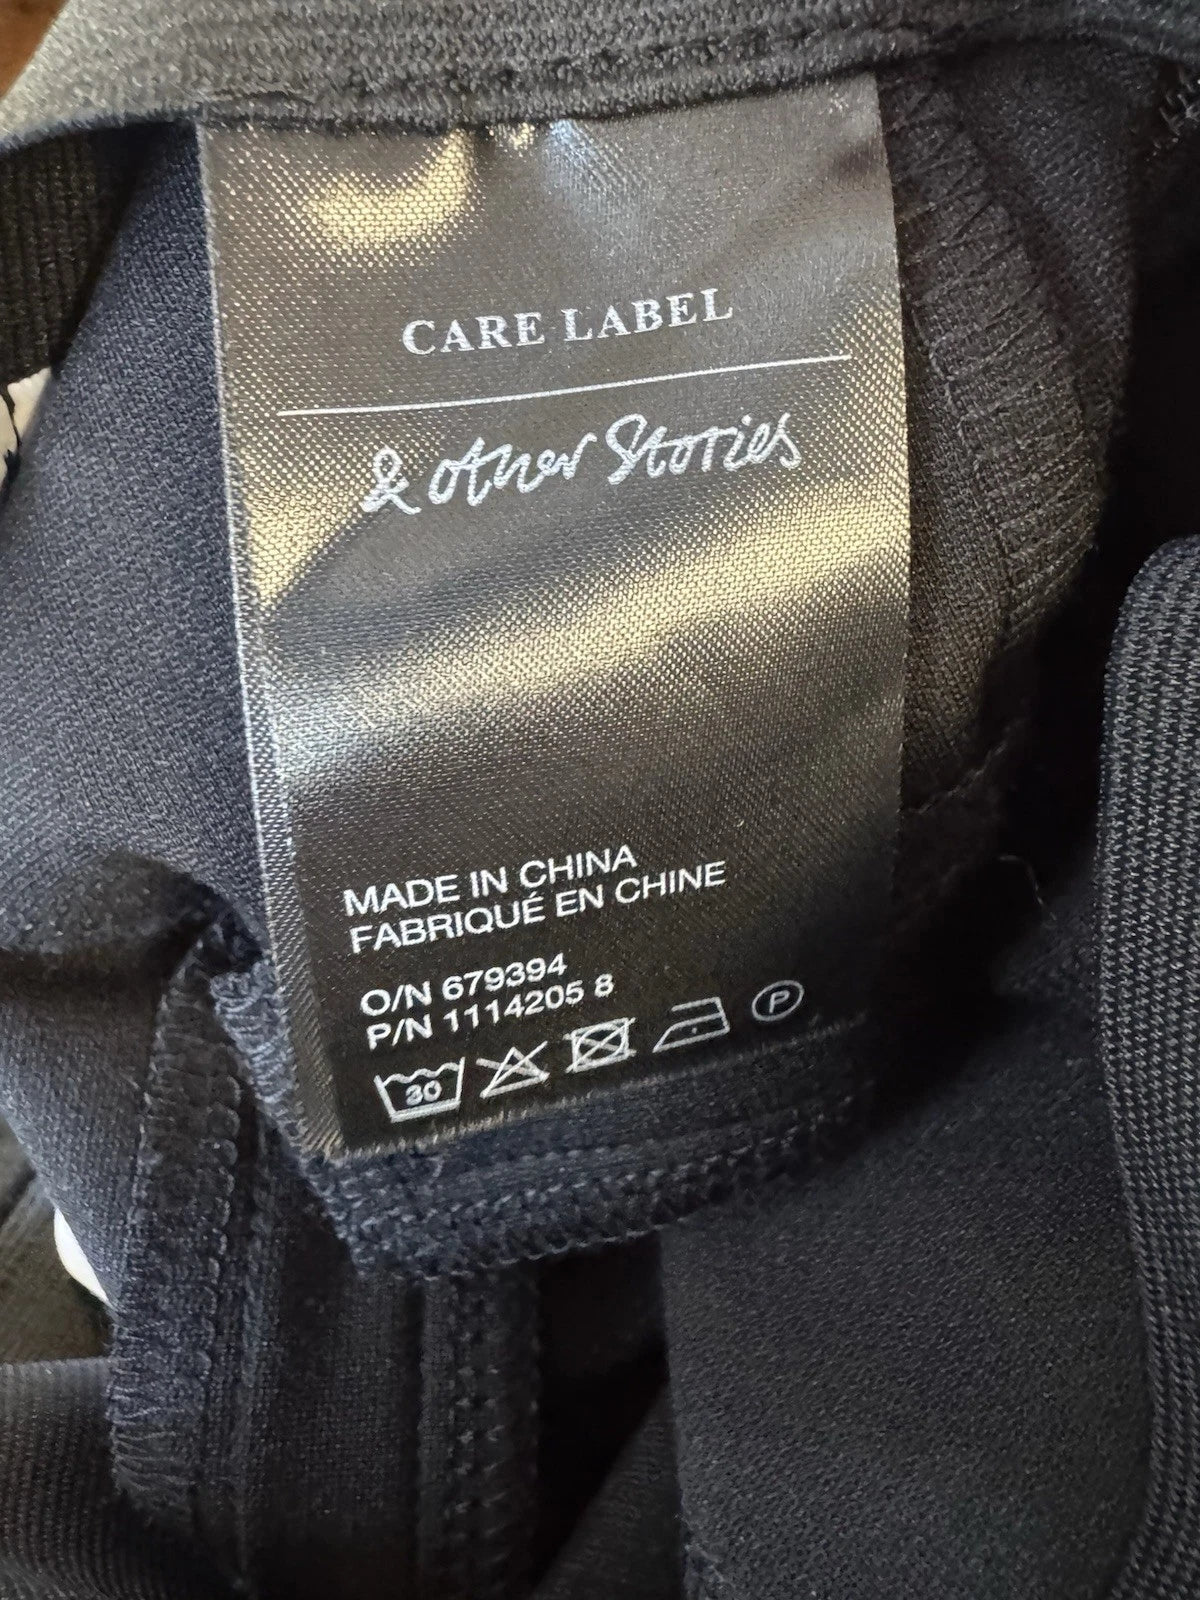 CARE LABEL
& other Stories
MADE IN CHINA
FABRIQUÉ EN CHINE
O/N 679394
P/N 1114205 8
30 P